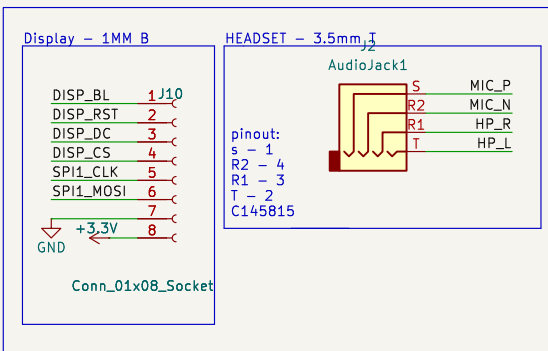 Display - 1MM B
J10
DISP_BL 1
DISP_RST 2
DISP_DC 3
DISP_CS 4
SPI1_CLK 5
SPI1_MOSI 6
7
GND
+3.3V 8
Conn_01x08_Socket
HEADSET - 3.5mm T
J2
AudioJack1
S MIC_P
R2 MIC_N
R1 HP_R
T HP_L
pinout:
s - 1
R2 - 4
R1 - 3
T - 2
C145815